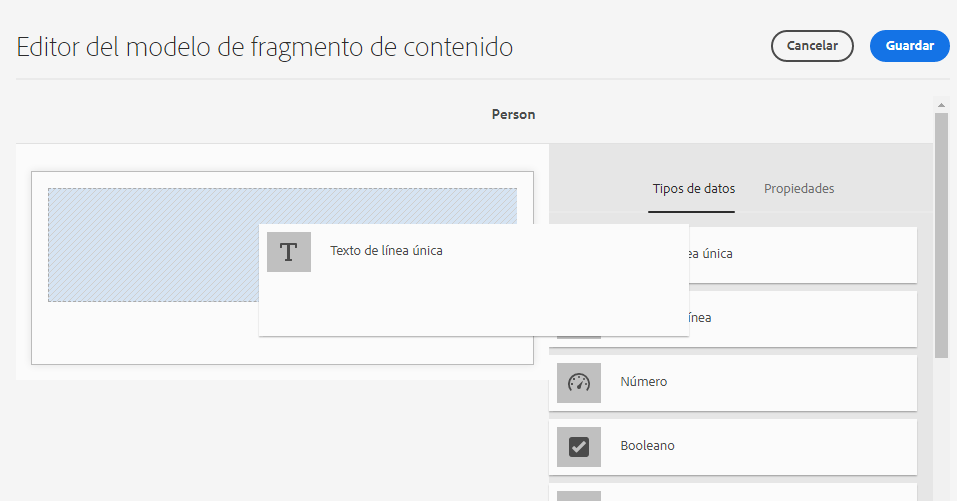 Editor del modelo de fragmento de contenido
Cancelar
Guardar
Person
Tipos de datos
Propiedades
T Texto de línea única
única
ínea
Número
Booleano